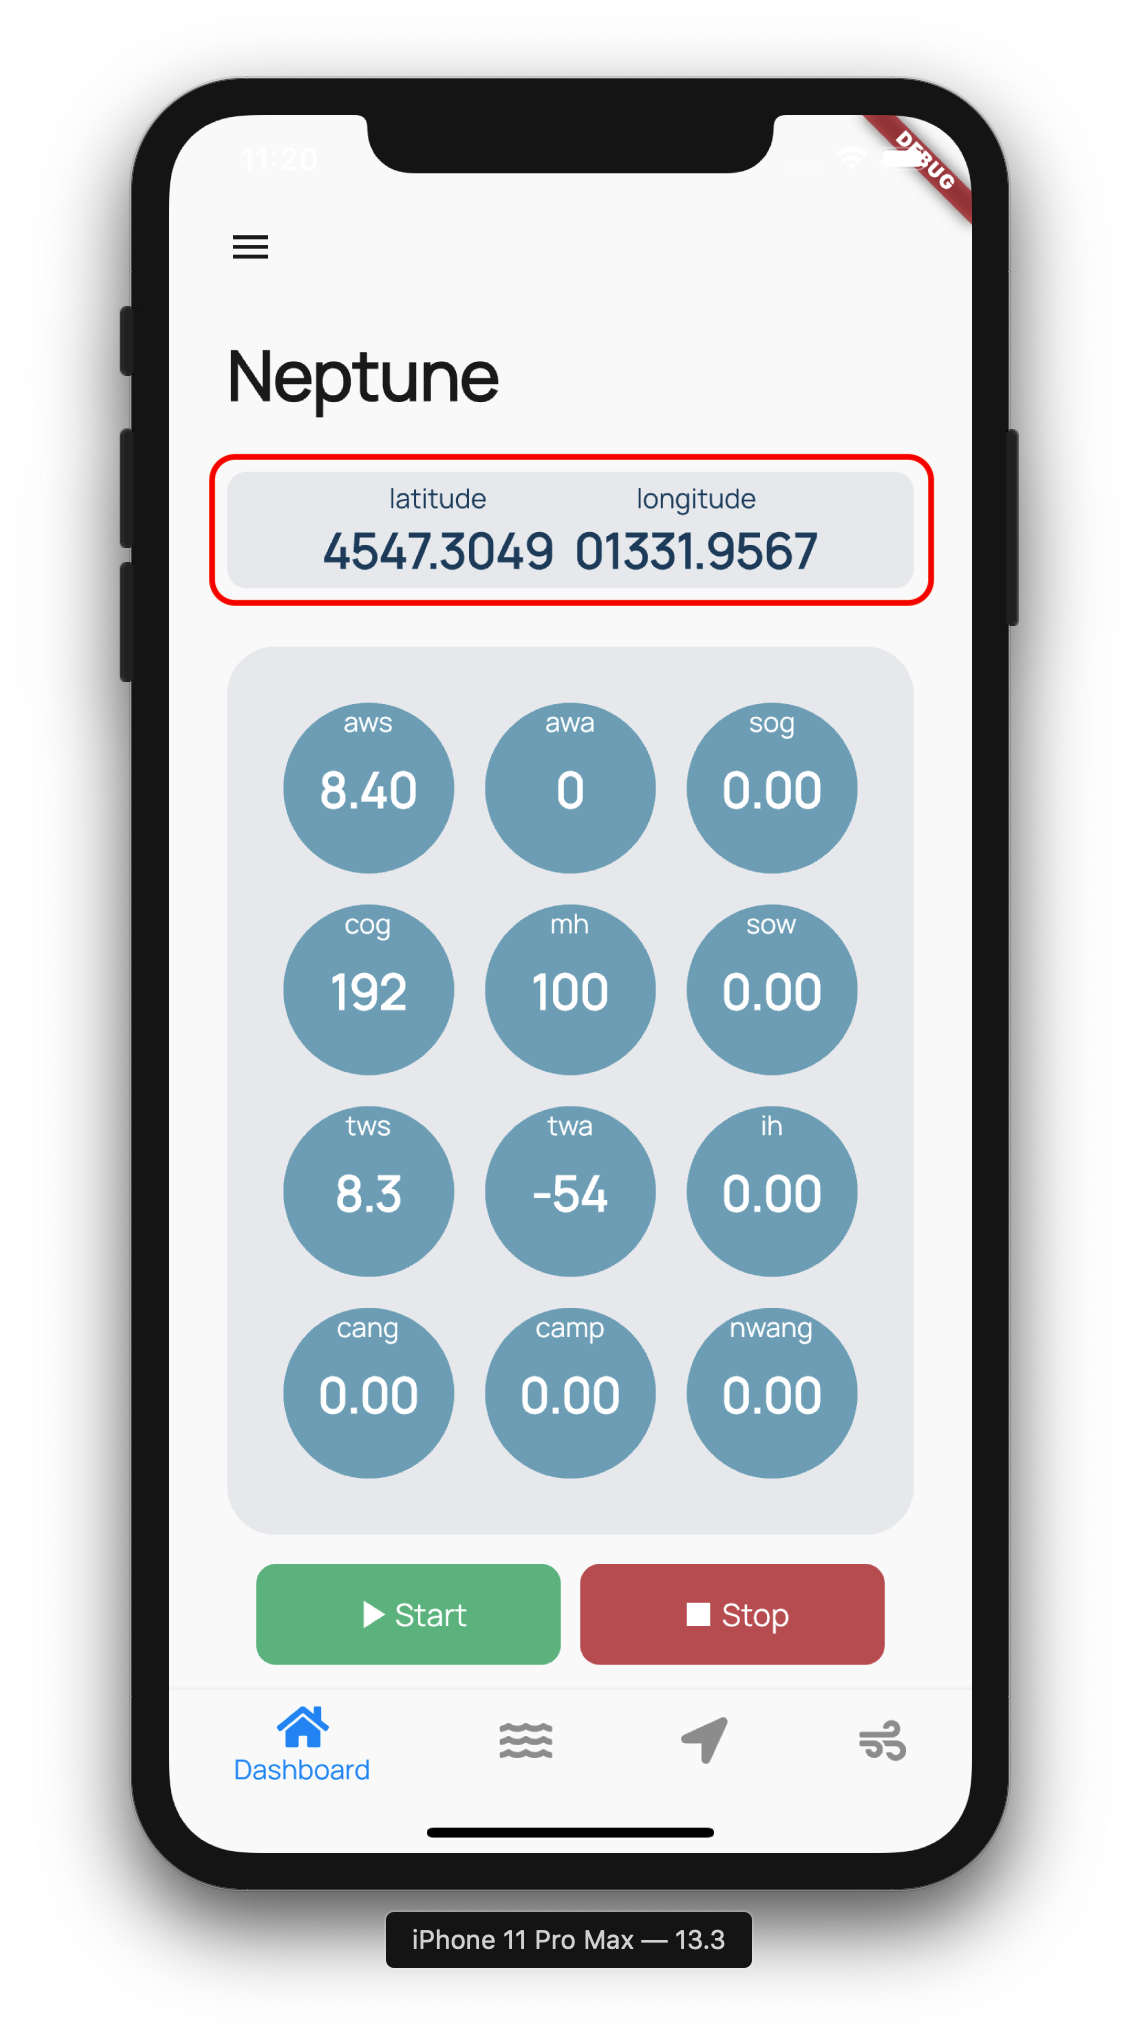 11:20
DEBUG
Neptune
latitude longitude
4547.3049 01331.9567
aws awa sog
8.40 0 0.00
cog mh sow
192 100 0.00
tws twa ih
8.3 -54 0.00
cang camp nwang
0.00 0.00 0.00
Start Stop
Dashboard
iPhone 11 Pro Max — 13.3